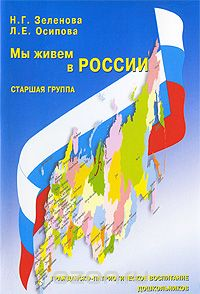 Н.Г. Зеленова
Л.Е. Осипова
Мы живем в РОССИИ
СТАРШАЯ ГРУППА
ГРАЖДАНСКО-ПАТРИОТИЧЕСКОЕ ВОСПИТАНИЕ
ДОШКОЛЬНИКОВ